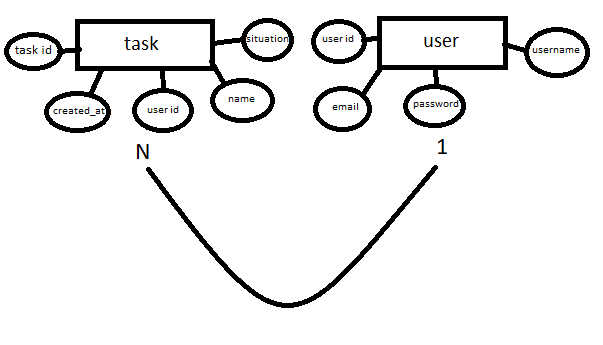 task
user
task id
situation
user id
username
created_at
user id
name
email
password
N
1